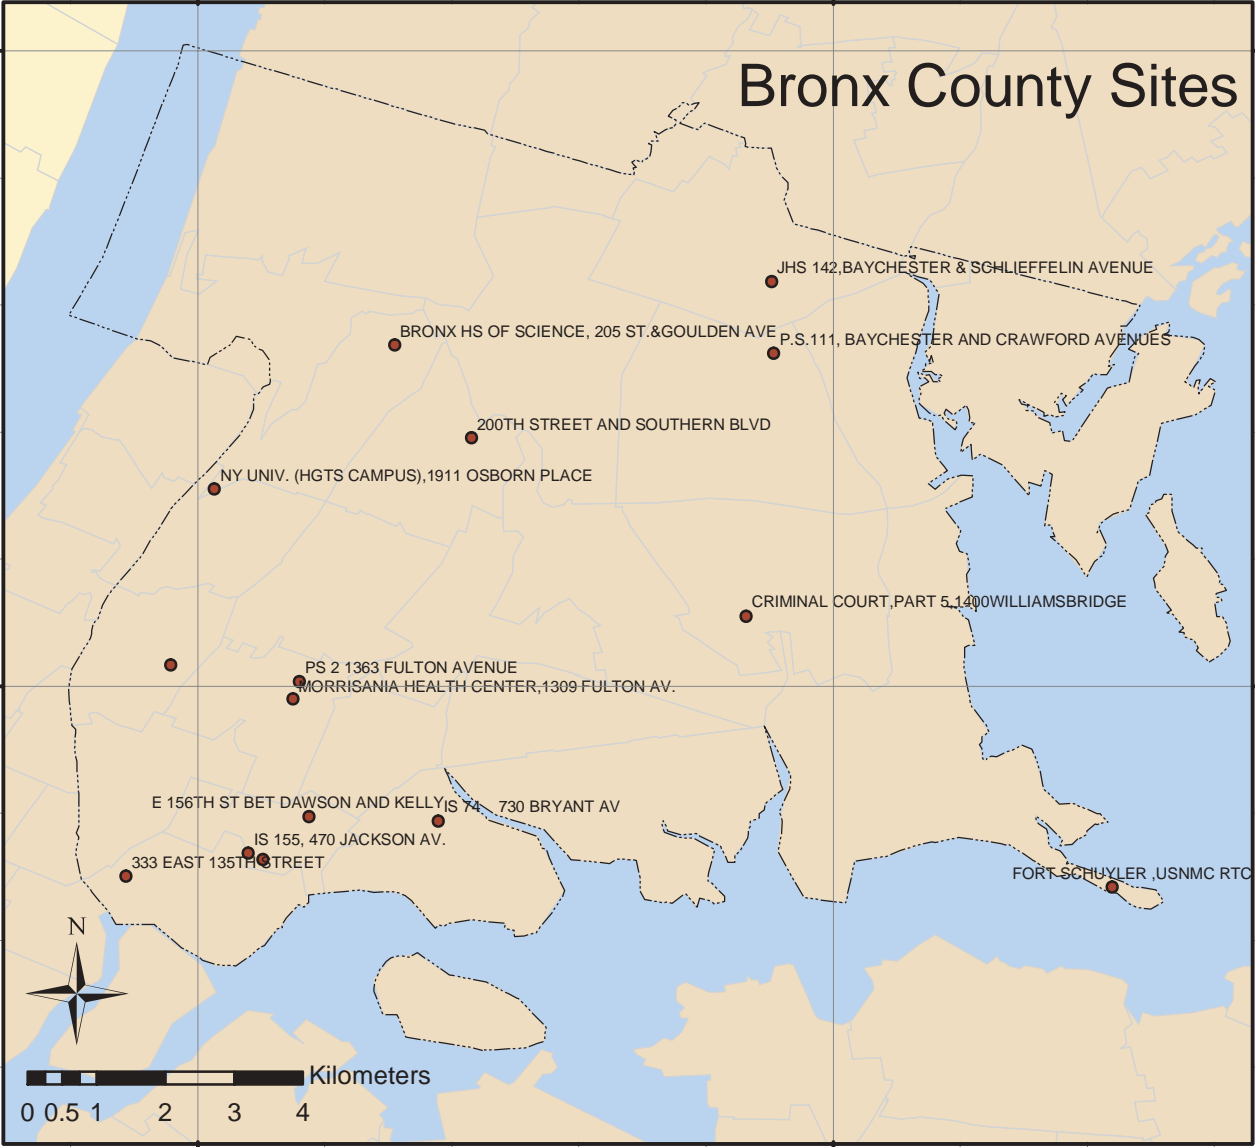 Bronx County Sites
JHS 142,BAYCHESTER & SCHLIEFFELIN AVENUE
BRONX HS OF SCIENCE, 205 ST.&GOULDEN AVE
P.S.111, BAYCHESTER AND CRAWFORD AVENUES
200TH STREET AND SOUTHERN BLVD
NY UNIV. (HGTS CAMPUS),1911 OSBORN PLACE
CRIMINAL COURT,PART 5,1400WILLIAMSBRIDGE
PS 2 1363 FULTON AVENUE
MORRISANIA HEALTH CENTER,1309 FULTON AV.
E 156TH ST BET DAWSON AND KELLY
IS 74 730 BRYANT AV
IS 155, 470 JACKSON AV.
333 EAST 135TH STREET
FORT SCHUYLER ,USNMC RTC
N
Kilometers
0 0.5 1 2 3 4